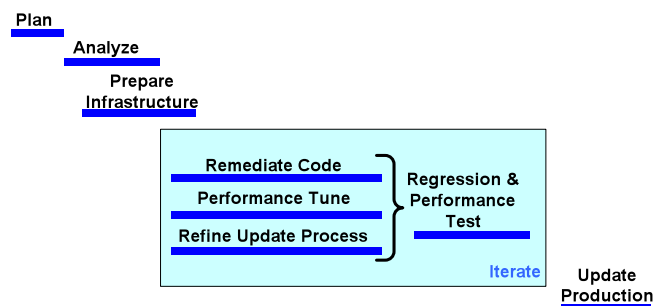 Plan
Analyze
Prepare
Infrastructure
Remediate Code
Performance Tune
Refine Update Process
Regression &
Performance
Test
Iterate
Update
Production